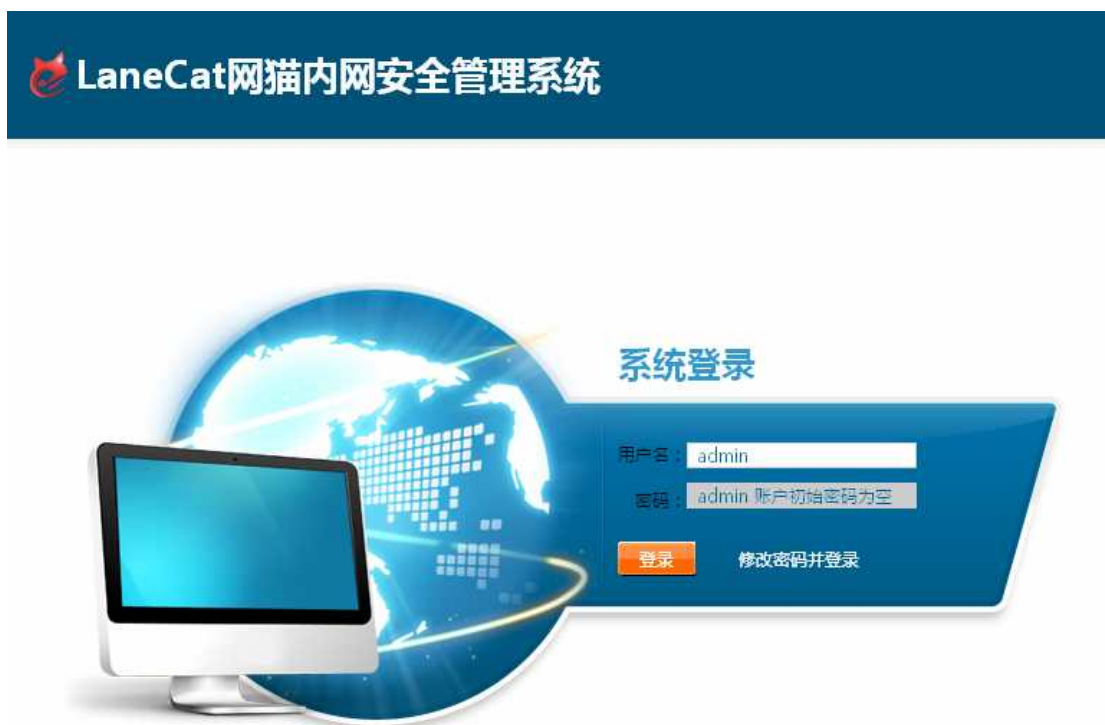 LaneCat网猫内网安全管理系统
系统登录
用户名：admin
密码：admin 账户初始密码为空
登录 修改密码并登录